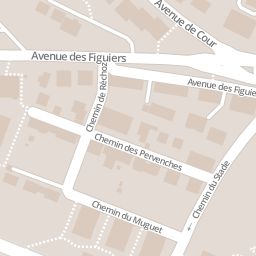 Avenue de Cour
Avenue des Figuiers
Avenue des Figuie
Chemin de Réchoz
Chemin des Pervenches
Chemin du Stade
Chemin du Muguet